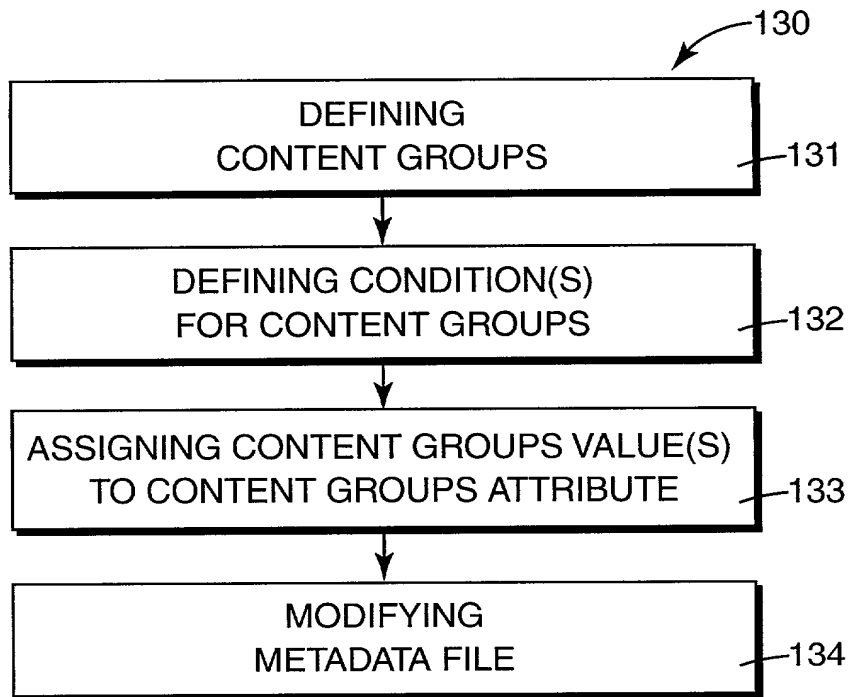 130
DEFINING
CONTENT GROUPS
131
DEFINING CONDITION(S)
FOR CONTENT GROUPS
132
ASSIGNING CONTENT GROUPS VALUE(S)
TO CONTENT GROUPS ATTRIBUTE
133
MODIFYING
METADATA FILE
134